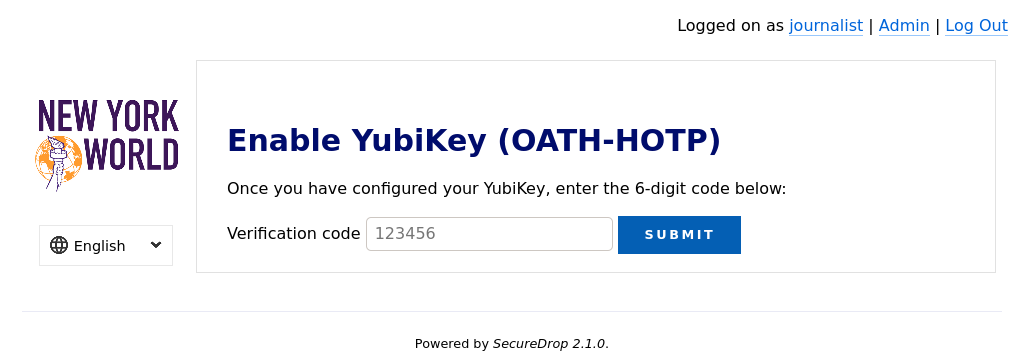 Logged on as journalist | Admin | Log Out
NEW YORK
WORLD
English
Enable YubiKey (OATH-HOTP)
Once you have configured your YubiKey, enter the 6-digit code below:
Verification code 123456 SUBMIT
Powered by SecureDrop 2.1.0.